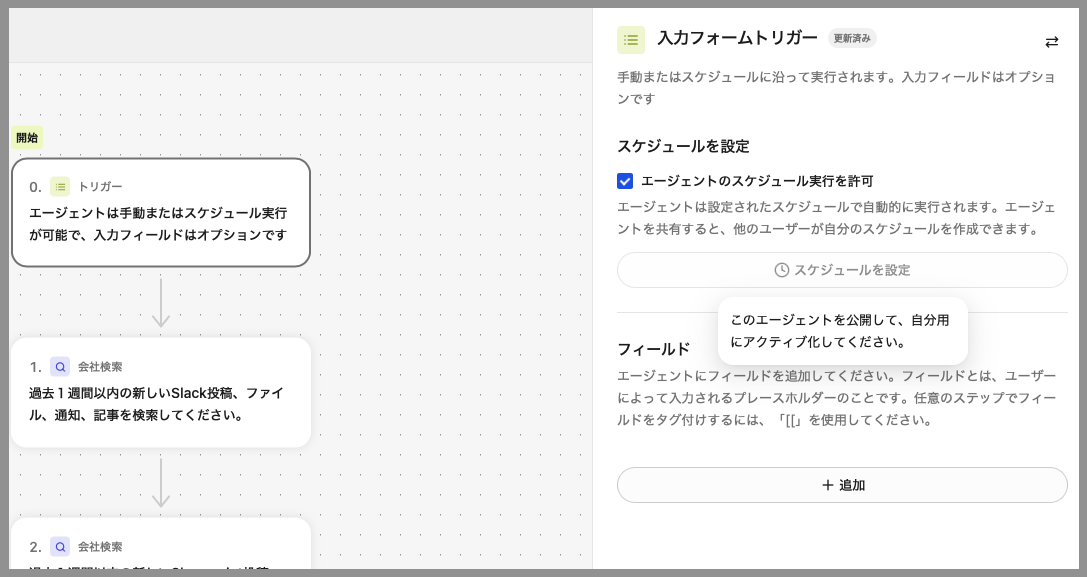 開始
0. トリガー
エージェントは手動またはスケジュール実行
が可能で、入力フィールドはオプションです
1. 会社検索
過去１週間以内の新しいSlack投稿、ファイ
ル、通知、記事を検索してください。
2. 会社検索
入力フォームトリガー 更新済み
手動またはスケジュールに沿って実行されます。入力フィールドはオプショ
ンです
スケジュールを設定
エージェントのスケジュール実行を許可
エージェントは設定されたスケジュールで自動的に実行されます。エージェ
ントを共有すると、他のユーザーが自分のスケジュールを作成できます。
スケジュールを設定
このエージェントを公開して、自分用
にアクティブ化してください。
フィールド
エージェントにフィールドを追加してください。フィールドとは、ユーザー
によって入力されるプレースホルダーのことです。任意のステップでフィー
ルドをタグ付けするには、「[[」を使用してください。
+ 追加